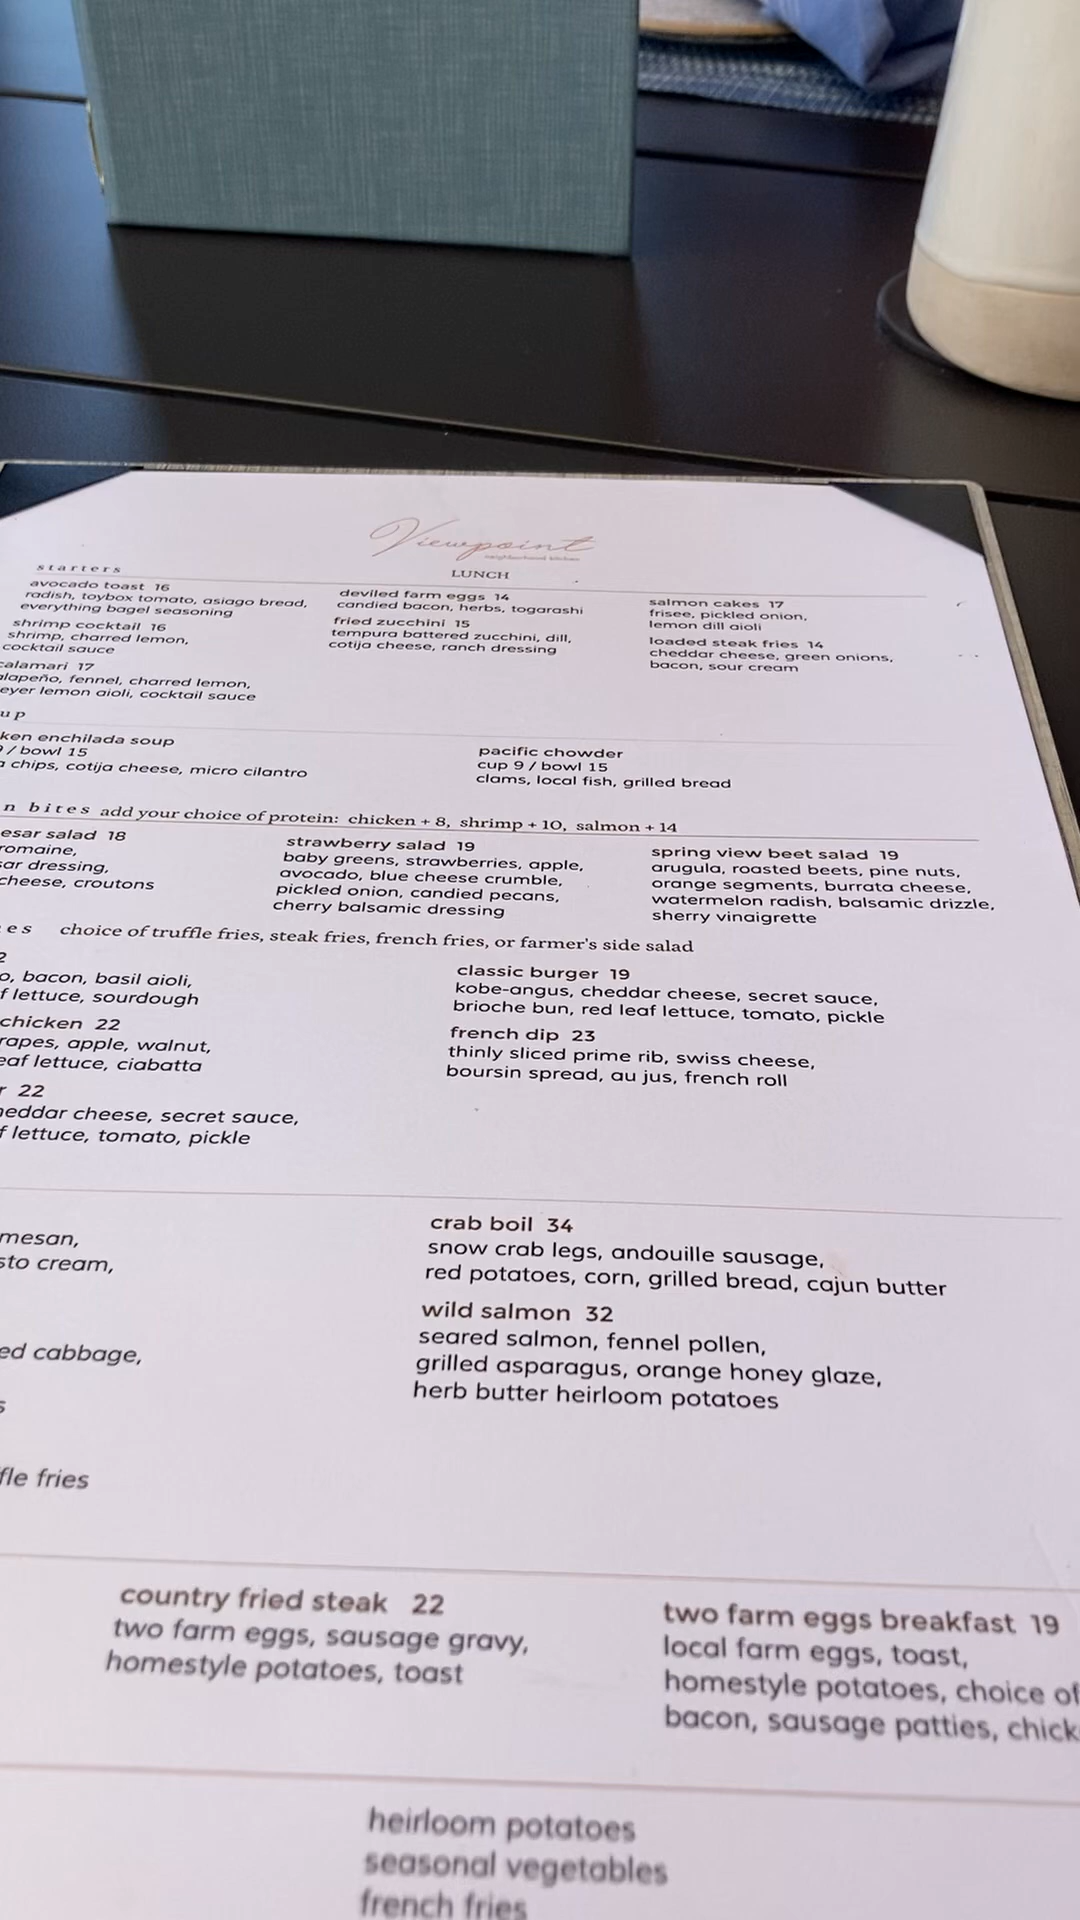 Viewpoint
LUNCH
starters
avocado toast 16
radish, toybox tomato, asiago bread,
everything bagel seasoning
shrimp cocktail 16
shrimp, charred lemon,
cocktail sauce
calamari 17
alapeño, fennel, charred lemon,
eyer lemon aioli, cocktail sauce
deviled farm eggs 14
candied bacon, herbs, togarashi
fried zucchini 15
tempura battered zucchini, dill,
cotija cheese, ranch dressing
salmon cakes 17
frisee, pickled onion,
lemon dill aioli
loaded steak fries 14
cheddar cheese, green onions,
bacon, sour cream
up
ken enchilada soup
/ bowl 15
chips, cotija cheese, micro cilantro
pacific chowder
cup 9 / bowl 15
clams, local fish, grilled bread
n bites add your choice of protein: chicken + 8, shrimp + 10, salmon + 14
esar salad 18
romaine,
ar dressing,
cheese, croutons
strawberry salad 19
baby greens, strawberries, apple,
avocado, blue cheese crumble,
pickled onion, candied pecans,
cherry balsamic dressing
spring view beet salad 19
arugula, roasted beets, pine nuts,
orange segments, burrata cheese,
watermelon radish, balsamic drizzle,
sherry vinaigrette
es choice of truffle fries, steak fries, french fries, or farmer's side salad
2
o, bacon, basil aioli,
f lettuce, sourdough
chicken 22
rapes, apple, walnut,
eaf lettuce, ciabatta
r 22
heddar cheese, secret sauce,
f lettuce, tomato, pickle
classic burger 19
kobe-angus, cheddar cheese, secret sauce,
brioche bun, red leaf lettuce, tomato, pickle
french dip 23
thinly sliced prime rib, swiss cheese,
boursin spread, au jus, french roll
mesan,
sto cream,
ed cabbage,
s
fle fries
crab boil 34
snow crab legs, andouille sausage,
red potatoes, corn, grilled bread, cajun butter
wild salmon 32
seared salmon, fennel pollen,
grilled asparagus, orange honey glaze,
herb butter heirloom potatoes
country fried steak 22
two farm eggs, sausage gravy,
homestyle potatoes, toast
two farm eggs breakfast 19
local farm eggs, toast,
homestyle potatoes, choice of
bacon, sausage patties, chick
heirloom potatoes
seasonal vegetables
french fries